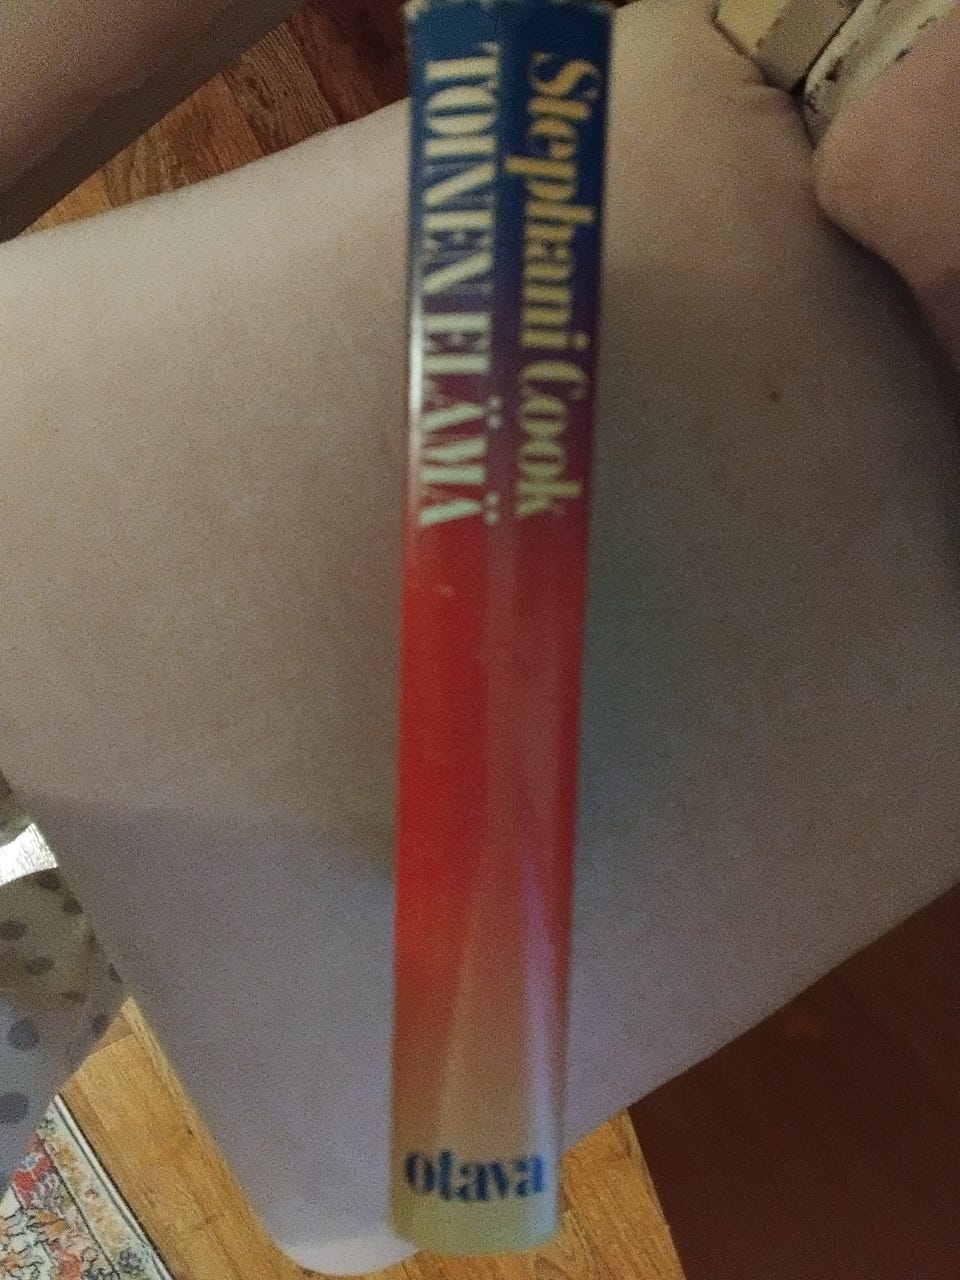 Stephani Cook
TOINEN ELÄMÄ
otava